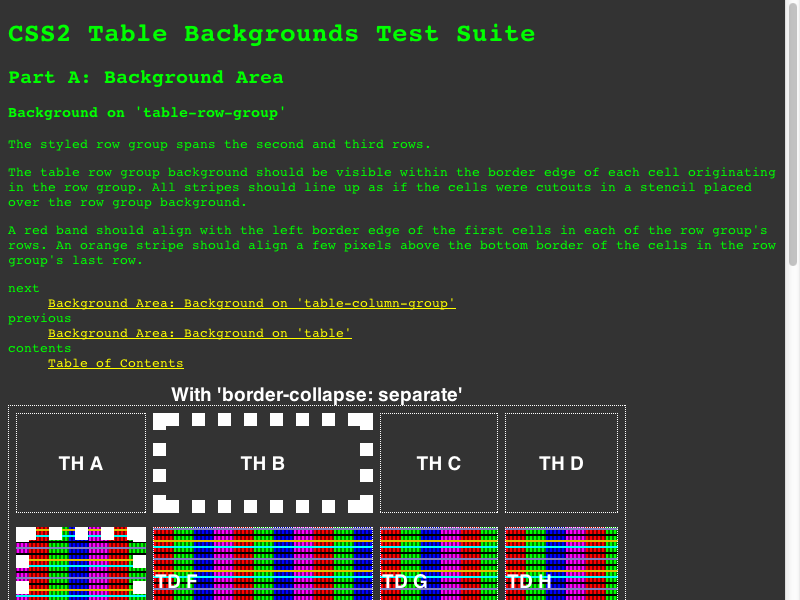 CSS2 Table Backgrounds Test Suite
Part A: Background Area
Background on 'table-row-group'
The styled row group spans the second and third rows.
The table row group background should be visible within the border edge of each cell originating
in the row group. All stripes should line up as if the cells were cutouts in a stencil placed
over the row group background.
A red band should align with the left border edge of the first cells in each of the row group's
rows. An orange stripe should align a few pixels above the bottom border of the cells in the row
group's last row.
next
Background Area: Background on 'table-column-group'
previous
Background Area: Background on 'table'
contents
Table of Contents
With 'border-collapse: separate'
TH A TH B TH C TH D
TD F TD G TD H